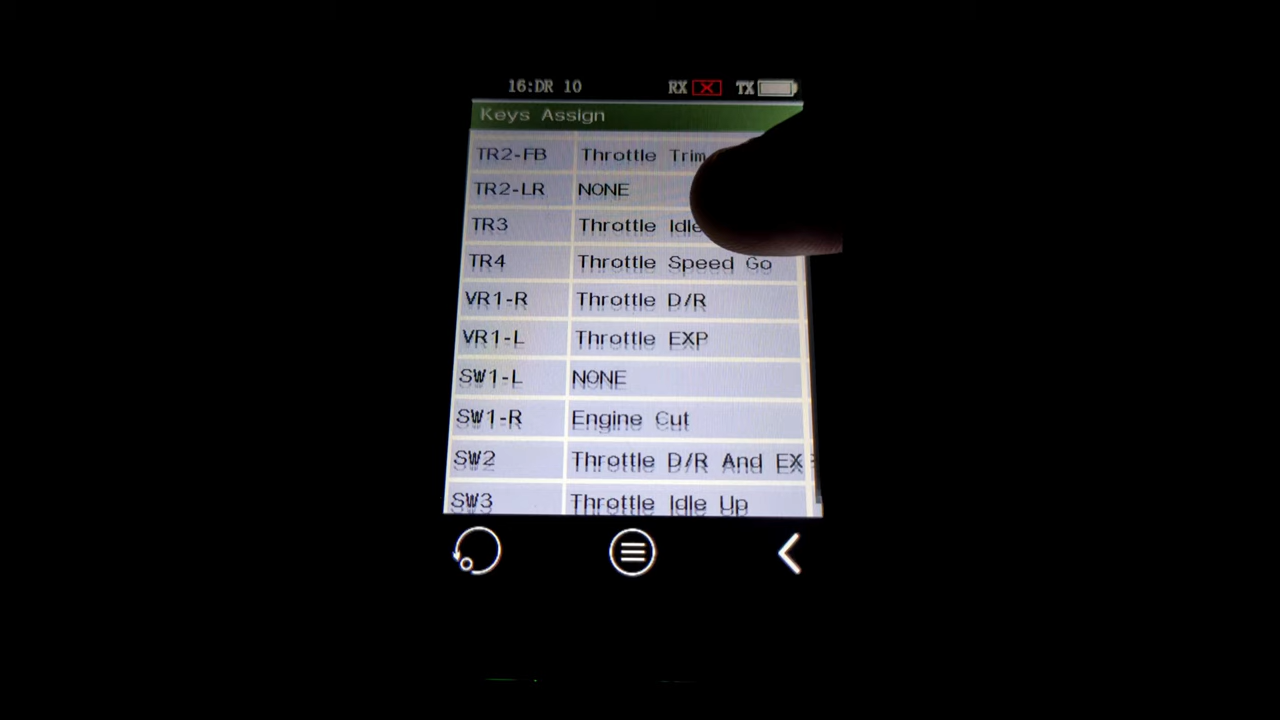 16:DR 10 RX TX
Keys Assign
TR2-FB Throttle Trim
TR2-LR NONE
TR3 Throttle Idle
TR4 Throttle Speed Go
VR1-R Throttle D/R
VR1-L Throttle EXP
SW1-L NONE
SW1-R Engine Cut
SW2 Throttle D/R And EXP
SW3 Throttle Idle Up